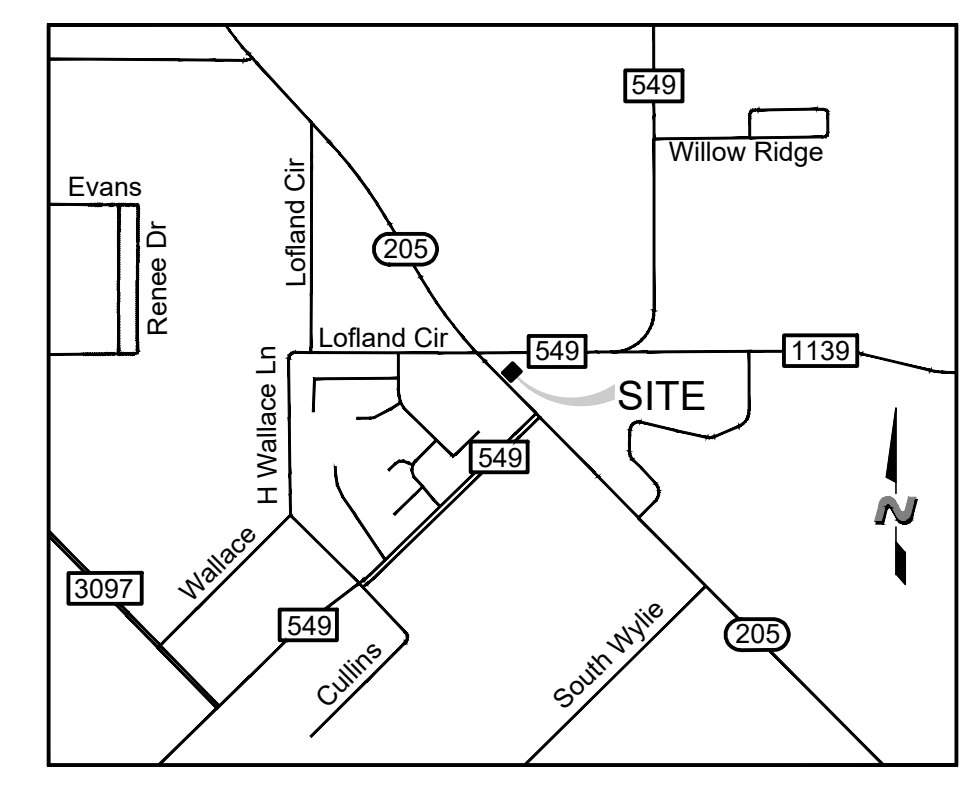 549
Willow Ridge
Evans
Renee Dr
Lofland Cir
205
Lofland Cir
549
1139
H Wallace Ln
SITE
549
N
Wallace
3097
549
Cullins
South Wylie
205